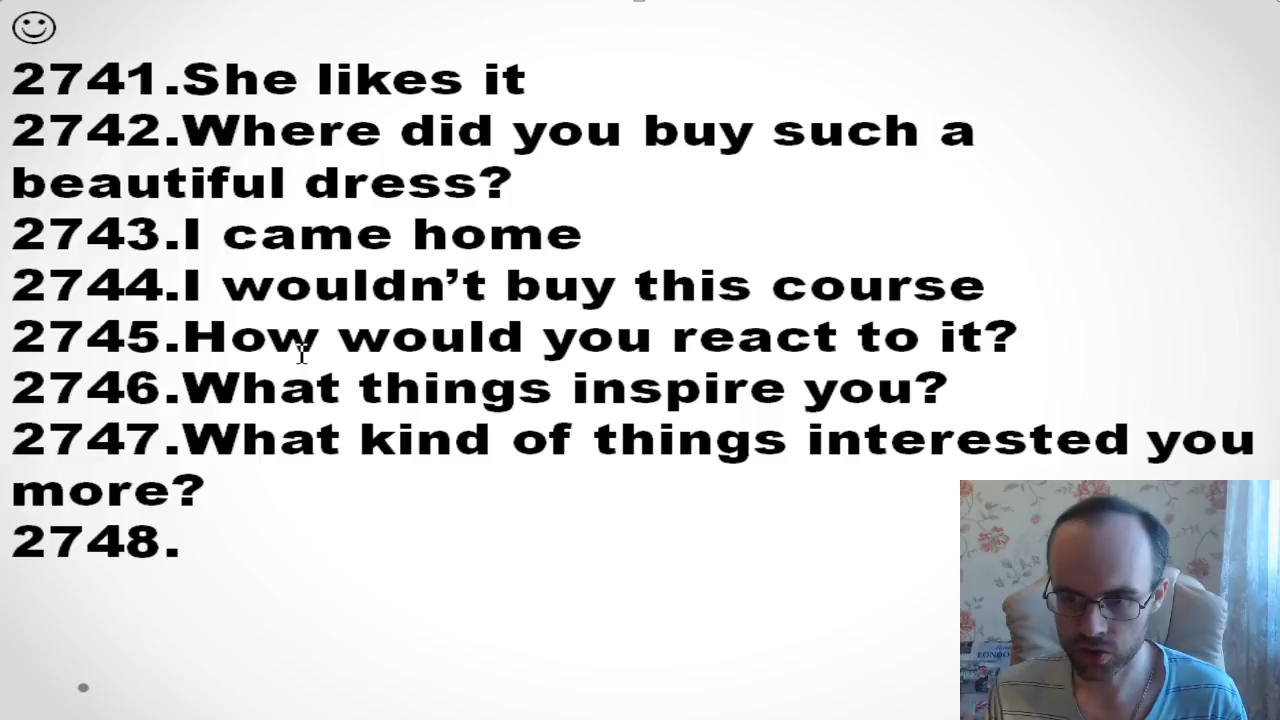 2741.She likes it
2742.Where did you buy such a
beautiful dress?
2743.I came home
2744.I wouldn’t buy this course
2745.How would you react to it?
2746.What things inspire you?
2747.What kind of things interested you
more?
2748.